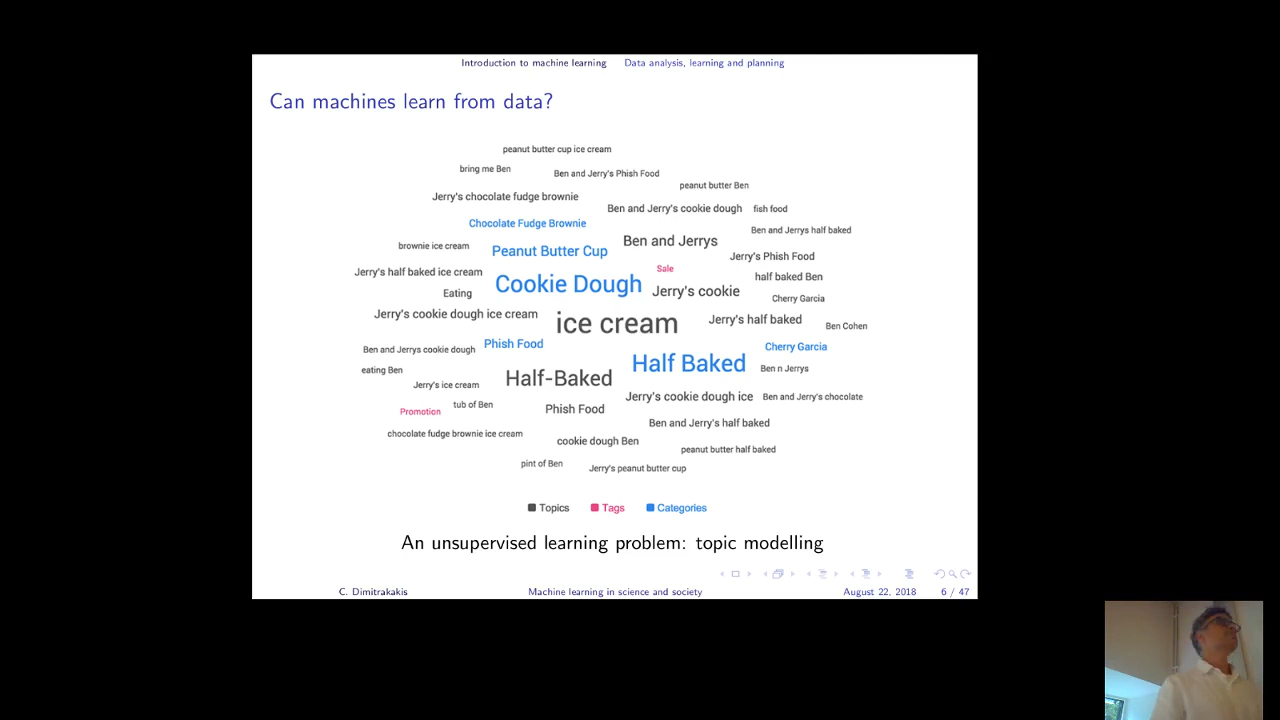 Introduction to machine learning Data analysis, learning and planning
Can machines learn from data?
peanut butter cup ice cream
bring me Ben
Ben and Jerry's Phish Food
peanut butter Ben
Jerry's chocolate fudge brownie
Ben and Jerry's cookie dough
fish food
Chocolate Fudge Brownie
Ben and Jerrys half baked
Ben and Jerrys
brownie ice cream
Peanut Butter Cup
Jerry's Phish Food
Sale
Jerry's half baked ice cream
half baked Ben
Cookie Dough
Jerry's cookie
Eating
Cherry Garcia
Jerry's cookie dough ice cream
ice cream
Jerry's half baked
Ben Cohen
Phish Food
Cherry Garcia
Ben and Jerrys cookie dough
Half Baked
Ben n Jerrys
eating Ben
Half-Baked
Jerry's ice cream
Jerry's cookie dough ice
Ben and Jerry's chocolate
tub of Ben
Promotion
Phish Food
Ben and Jerry's half baked
chocolate fudge brownie ice cream
cookie dough Ben
peanut butter half baked
pint of Ben
Jerry's peanut butter cup
Topics Tags Categories
An unsupervised learning problem: topic modelling
C. Dimitrakakis Machine learning in science and society August 22, 2018 6 / 47